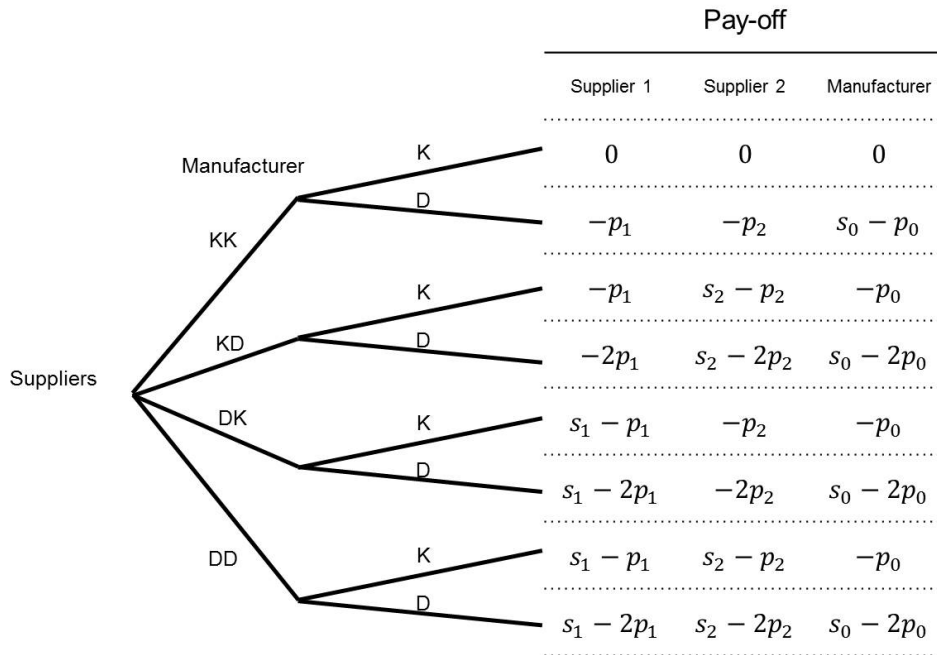 Pay-off
Supplier 1 Supplier 2 Manufacturer
Manufacturer K 0 0 0
D −p₁ −p₂ s₀ − p₀
KK
K −p₁ s₂ − p₂ −p₀
KD D −2p₁ s₂ − 2p₂ s₀ − 2p₀
Suppliers
DK K s₁ − p₁ −p₂ −p₀
D s₁ − 2p₁ −2p₂ s₀ − 2p₀
DD K s₁ − p₁ s₂ − p₂ −p₀
D s₁ − 2p₁ s₂ − 2p₂ s₀ − 2p₀